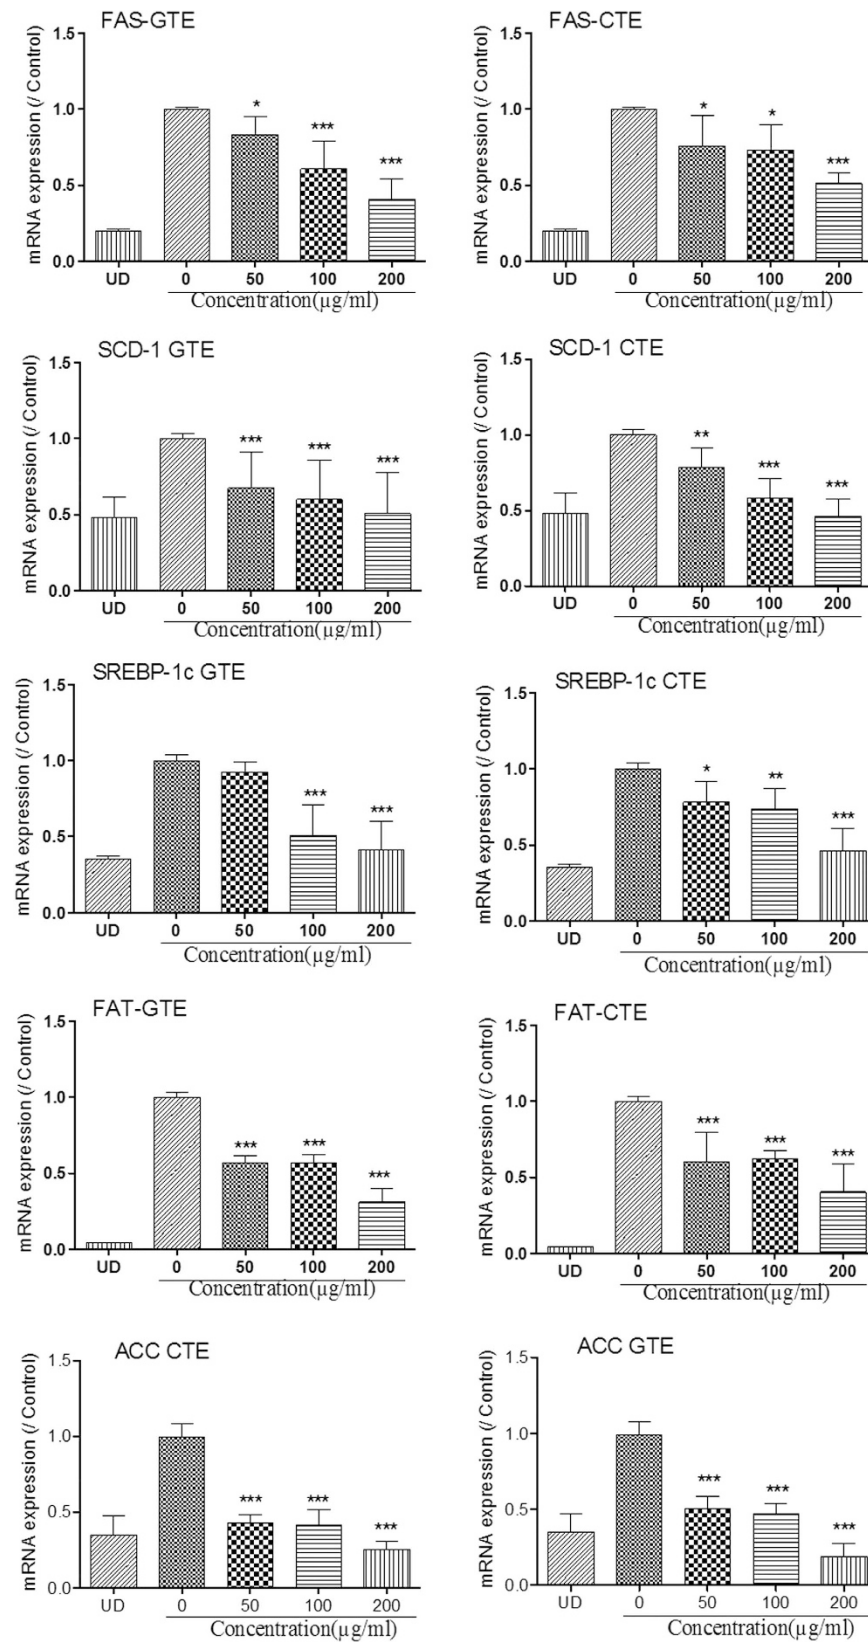 FAS-GTE
mRNA expression (/ Control)
1.5
1.0
0.5
0.0
*
***
***
UD 0 50 100 200
Concentration(µg/ml)
FAS-CTE
mRNA expression (/ Control)
1.5
1.0
0.5
0.0
*
*
***
UD 0 50 100 200
Concentration(µg/ml)
SCD-1 GTE
mRNA expression (/ Control)
1.5
1.0
0.5
0.0
***
***
***
UD 0 50 100 200
Concentration(µg/ml)
SCD-1 CTE
mRNA expression (/ Control)
1.5
1.0
0.5
0.0
**
***
***
UD 0 50 100 200
Concentration(µg/ml)
SREBP-1c GTE
mRNA expression (/ Control)
1.5
1.0
0.5
0.0
***
***
UD 0 50 100 200
Concentration(µg/ml)
SREBP-1c CTE
mRNA expression (/ Control)
1.5
1.0
0.5
0.0
*
**
***
UD 0 50 100 200
Concentration(µg/ml)
FAT-GTE
mRNA expression (/ Control)
1.5
1.0
0.5
0.0
***
***
***
UD 0 50 100 200
Concentration(µg/ml)
FAT-CTE
mRNA expression (/ Control)
1.5
1.0
0.5
0.0
***
***
***
UD 0 50 100 200
Concentration(µg/ml)
ACC CTE
mRNA expression (/ Control)
1.5
1.0
0.5
0.0
***
***
***
UD 0 50 100 200
Concentration(µg/ml)
ACC GTE
mRNA expression (/ Control)
1.5
1.0
0.5
0.0
***
***
***
UD 0 50 100 200
Concentration(µg/ml)